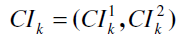 CI_k = (CI_k^1, CI_k^2)